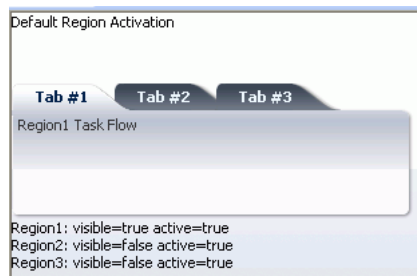 Default Region Activation
Tab #1 Tab #2 Tab #3
Region1 Task Flow
Region1: visible=true active=true
Region2: visible=false active=true
Region3: visible=false active=true